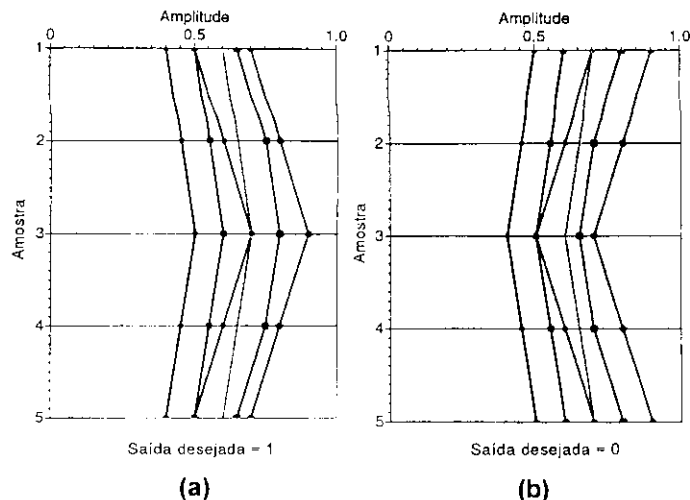 Amplitude
0 0.5 1.0
1
2
3
4
5
Amostra
Saída desejada = 1
(a)
Amplitude
0 0.5 1.0
1
2
3
4
5
Amostra
Saída desejada = 0
(b)